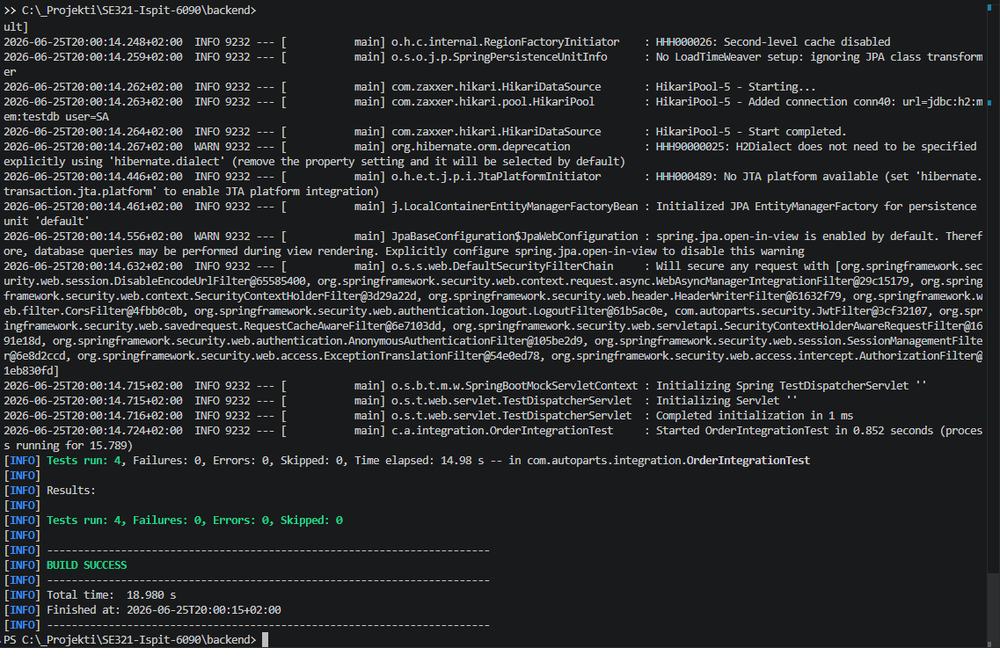 >> C:\_Projekti\SE321-Ispit-6090\backend>
ult]
2026-06-25T20:00:14.248+02:00  INFO 9232 --- [           main] o.h.c.internal.RegionFactoryInitiator    : HHH000026: Second-level cache disabled
2026-06-25T20:00:14.259+02:00  INFO 9232 --- [           main] o.s.o.j.p.SpringPersistenceUnitInfo      : No LoadTimeWeaver setup: ignoring JPA class transform
er
2026-06-25T20:00:14.262+02:00  INFO 9232 --- [           main] com.zaxxer.hikari.HikariDataSource       : HikariPool-5 - Starting...
2026-06-25T20:00:14.263+02:00  INFO 9232 --- [           main] com.zaxxer.hikari.pool.HikariPool        : HikariPool-5 - Added connection conn40: url=jdbc:h2:m
em:testdb user=SA
2026-06-25T20:00:14.264+02:00  INFO 9232 --- [           main] com.zaxxer.hikari.HikariDataSource       : HikariPool-5 - Start completed.
2026-06-25T20:00:14.267+02:00  WARN 9232 --- [           main] org.hibernate.orm.deprecation            : HHH90000025: H2Dialect does not need to be specified
explicitly using 'hibernate.dialect' (remove the property setting and it will be selected by default)
2026-06-25T20:00:14.446+02:00  INFO 9232 --- [           main] o.h.e.t.j.p.i.JtaPlatformInitiator       : HHH000489: No JTA platform available (set 'hibernate.
transaction.jta.platform' to enable JTA platform integration)
2026-06-25T20:00:14.461+02:00  INFO 9232 --- [           main] j.LocalContainerEntityManagerFactoryBean : Initialized JPA EntityManagerFactory for persistence
unit 'default'
2026-06-25T20:00:14.556+02:00  WARN 9232 --- [           main] JpaBaseConfiguration$JpaWebConfiguration : spring.jpa.open-in-view is enabled by default. Theref
ore, database queries may be performed during view rendering. Explicitly configure spring.jpa.open-in-view to disable this warning
2026-06-25T20:00:14.632+02:00  INFO 9232 --- [           main] o.s.s.web.DefaultSecurityFilterChain     : Will secure any request with [org.springframework.sec
urity.web.session.DisableEncodeUrlFilter@65585400, org.springframework.security.web.context.request.async.WebAsyncManagerIntegrationFilter@29c15179, org.spring
framework.security.web.context.SecurityContextHolderFilter@3d29a22d, org.springframework.security.web.header.HeaderWriterFilter@61632f79, org.springframework.w
eb.filter.CorsFilter@4fbb0c0b, org.springframework.security.web.authentication.logout.LogoutFilter@61b5ac0e, com.autoparts.security.JwtFilter@3cf32107, org.spr
ingframework.security.web.savedrequest.RequestCacheAwareFilter@6e7103dd, org.springframework.security.web.servletapi.SecurityContextHolderAwareRequestFilter@16
91e18d, org.springframework.security.web.authentication.AnonymousAuthenticationFilter@105be2d9, org.springframework.security.web.session.SessionManagementFilte
r@6e8d2ccd, org.springframework.security.web.access.ExceptionTranslationFilter@54e0ed78, org.springframework.security.web.access.intercept.AuthorizationFilter@
1eb830fd]
2026-06-25T20:00:14.715+02:00  INFO 9232 --- [           main] o.s.b.t.m.w.SpringBootMockServletContext : Initializing Spring TestDispatcherServlet ''
2026-06-25T20:00:14.715+02:00  INFO 9232 --- [           main] o.s.t.web.servlet.TestDispatcherServlet  : Initializing Servlet ''
2026-06-25T20:00:14.716+02:00  INFO 9232 --- [           main] o.s.t.web.servlet.TestDispatcherServlet  : Completed initialization in 1 ms
2026-06-25T20:00:14.724+02:00  INFO 9232 --- [           main] c.a.integration.OrderIntegrationTest     : Started OrderIntegrationTest in 0.852 seconds (proces
s running for 15.789)
[INFO] Tests run: 4, Failures: 0, Errors: 0, Skipped: 0, Time elapsed: 14.98 s -- in com.autoparts.integration.OrderIntegrationTest
[INFO]
[INFO] Results:
[INFO]
[INFO] Tests run: 4, Failures: 0, Errors: 0, Skipped: 0
[INFO]
[INFO] ------------------------------------------------------------------------
[INFO] BUILD SUCCESS
[INFO] ------------------------------------------------------------------------
[INFO] Total time:  18.980 s
[INFO] Finished at: 2026-06-25T20:00:15+02:00
[INFO] ------------------------------------------------------------------------
PS C:\_Projekti\SE321-Ispit-6090\backend>